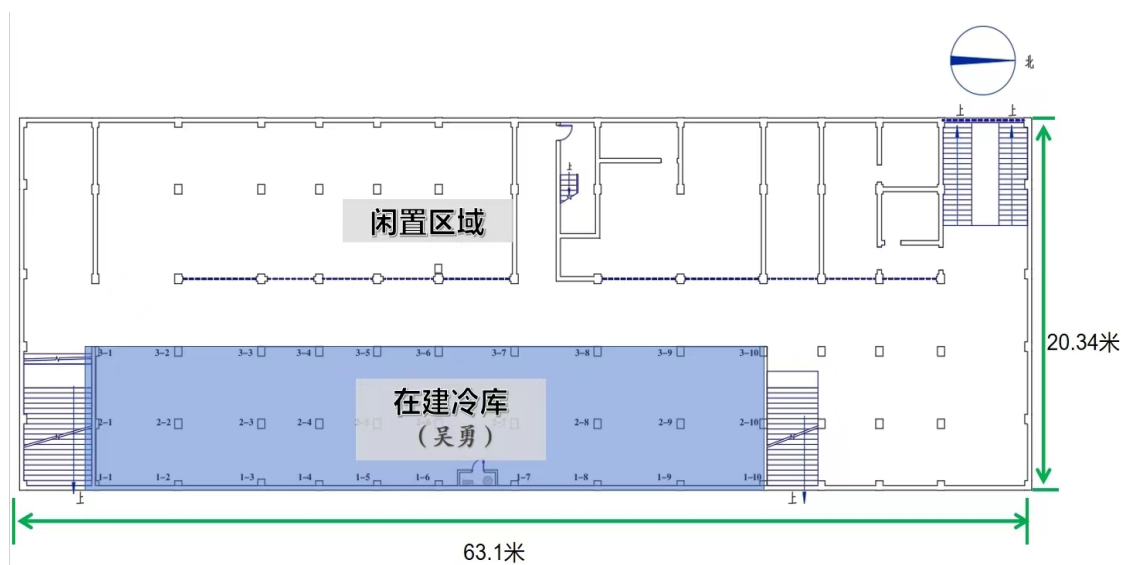 北
上 上
上
闲置区域
3-1 3-2 3-3 3-4 3-5 3-6 3-7 3-8 3-9 3-10
20.34米
在建冷库
2-1 2-2 2-3 2-4 2-8 2-9 2-10
（吴勇）
1-1 1-2 1-3 1-4 1-5 1-6 1-7 1-8 1-9 1-10
上 上
63.1米